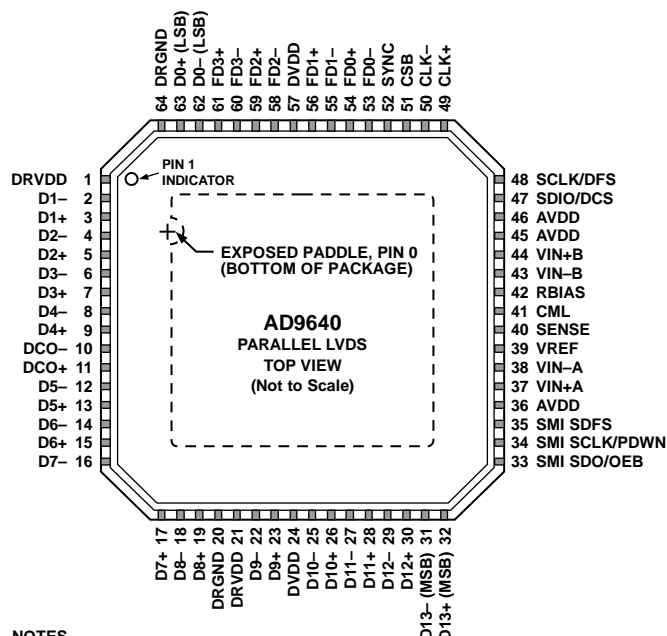 64 DRGND
63 D0+ (LSB)
62 D0– (LSB)
61 FD3+
60 FD3–
59 FD2+
58 FD2–
57 DVDD
56 FD1+
55 FD1–
54 FD0+
53 FD0–
52 SYNC
51 CSB
50 CLK–
49 CLK+
DRVDD 1
D1– 2
D1+ 3
D2– 4
D2+ 5
D3– 6
D3+ 7
D4– 8
D4+ 9
DCO– 10
DCO+ 11
D5– 12
D5+ 13
D6– 14
D6+ 15
D7– 16
PIN 1
INDICATOR
EXPOSED PADDLE, PIN 0
(BOTTOM OF PACKAGE)
AD9640
PARALLEL LVDS
TOP VIEW
(Not to Scale)
48 SCLK/DFS
47 SDIO/DCS
46 AVDD
45 AVDD
44 VIN+B
43 VIN–B
42 RBIAS
41 CML
40 SENSE
39 VREF
38 VIN–A
37 VIN+A
36 AVDD
35 SMI SDFS
34 SMI SCLK/PDWN
33 SMI SDO/OEB
D7+ 17
D8– 18
D8+ 19
DRGND 20
DRVDD 21
D9– 22
D9+ 23
DVDD 24
D10– 25
D10+ 26
D11– 27
D11+ 28
D12– 29
D12+ 30
D13– (MSB) 31
D13+ (MSB) 32
NOTES